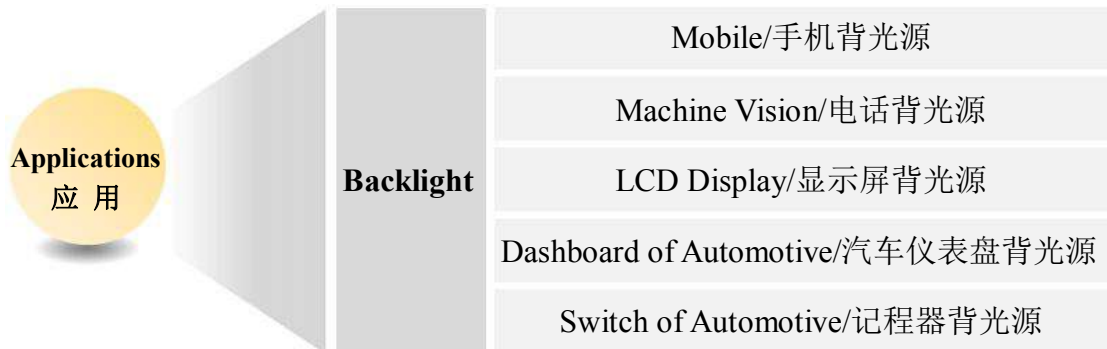 Applications
应 用
Backlight
Mobile/手机背光源
Machine Vision/电话背光源
LCD Display/显示屏背光源
Dashboard of Automotive/汽车仪表盘背光源
Switch of Automotive/记程器背光源